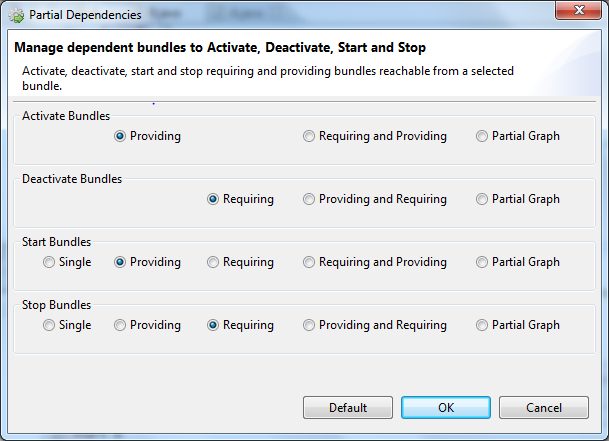 Partial Dependencies
Manage dependent bundles to Activate, Deactivate, Start and Stop
Activate, deactivate, start and stop requiring and providing bundles reachable from a selected
bundle.
Activate Bundles
Providing Requiring and Providing Partial Graph
Deactivate Bundles
Requiring Providing and Requiring Partial Graph
Start Bundles
Single Providing Requiring Requiring and Providing Partial Graph
Stop Bundles
Single Providing Requiring Providing and Requiring Partial Graph
Default OK Cancel